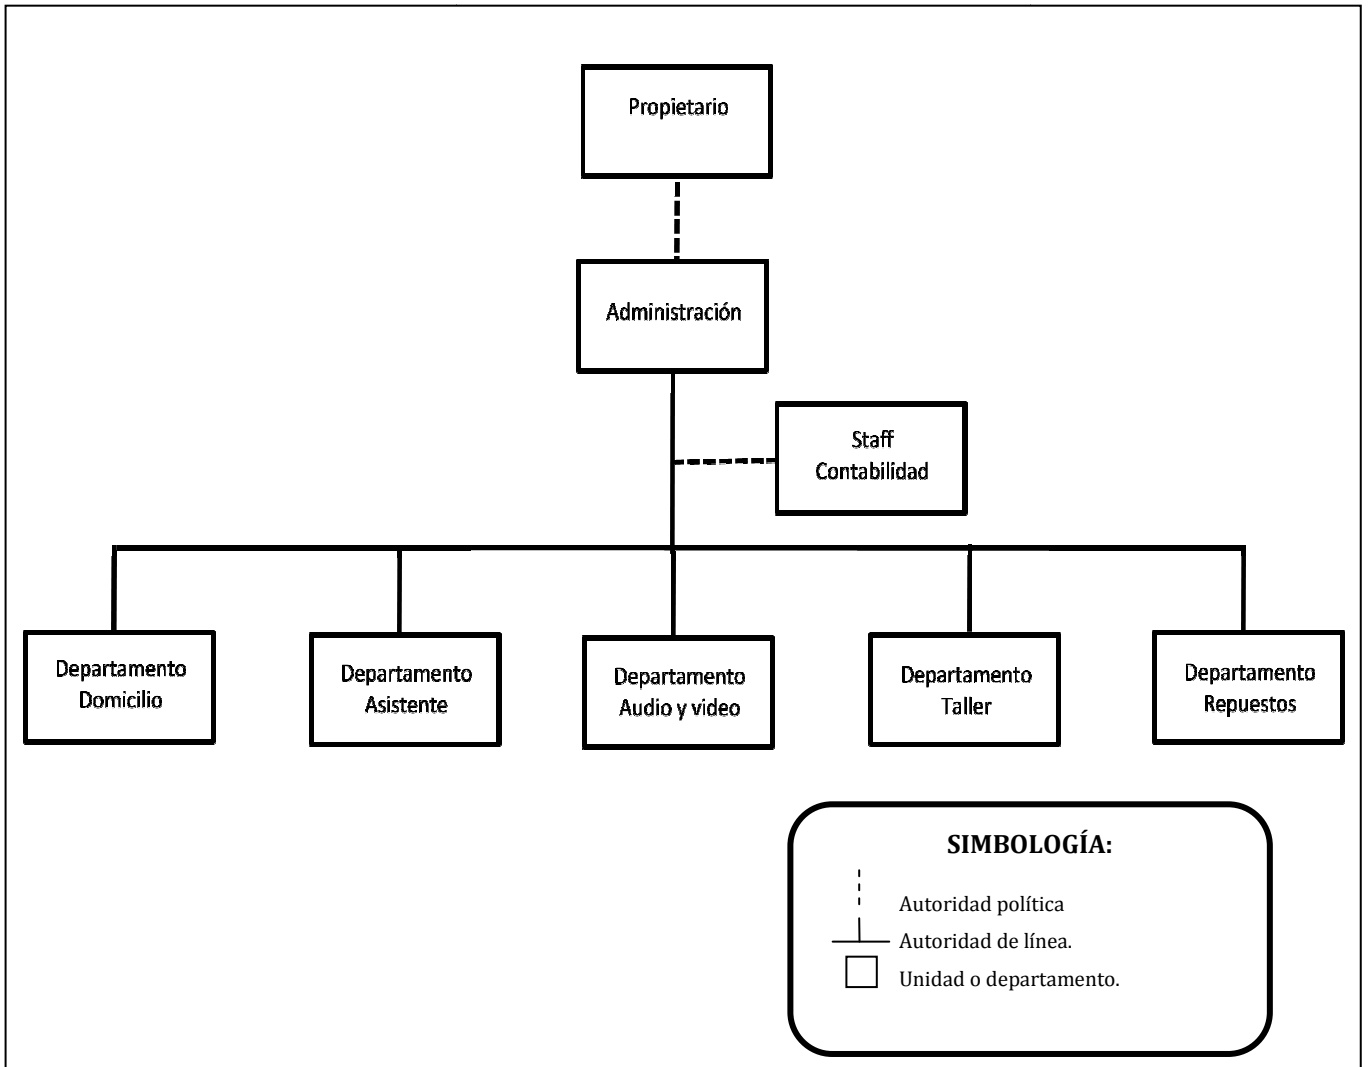 Propietario
Administración
Staff
Contabilidad
Departamento
Domicilio
Departamento
Asistente
Departamento
Audio y video
Departamento
Taller
Departamento
Repuestos
SIMBOLOGÍA:
Autoridad política
Autoridad de línea.
Unidad o departamento.